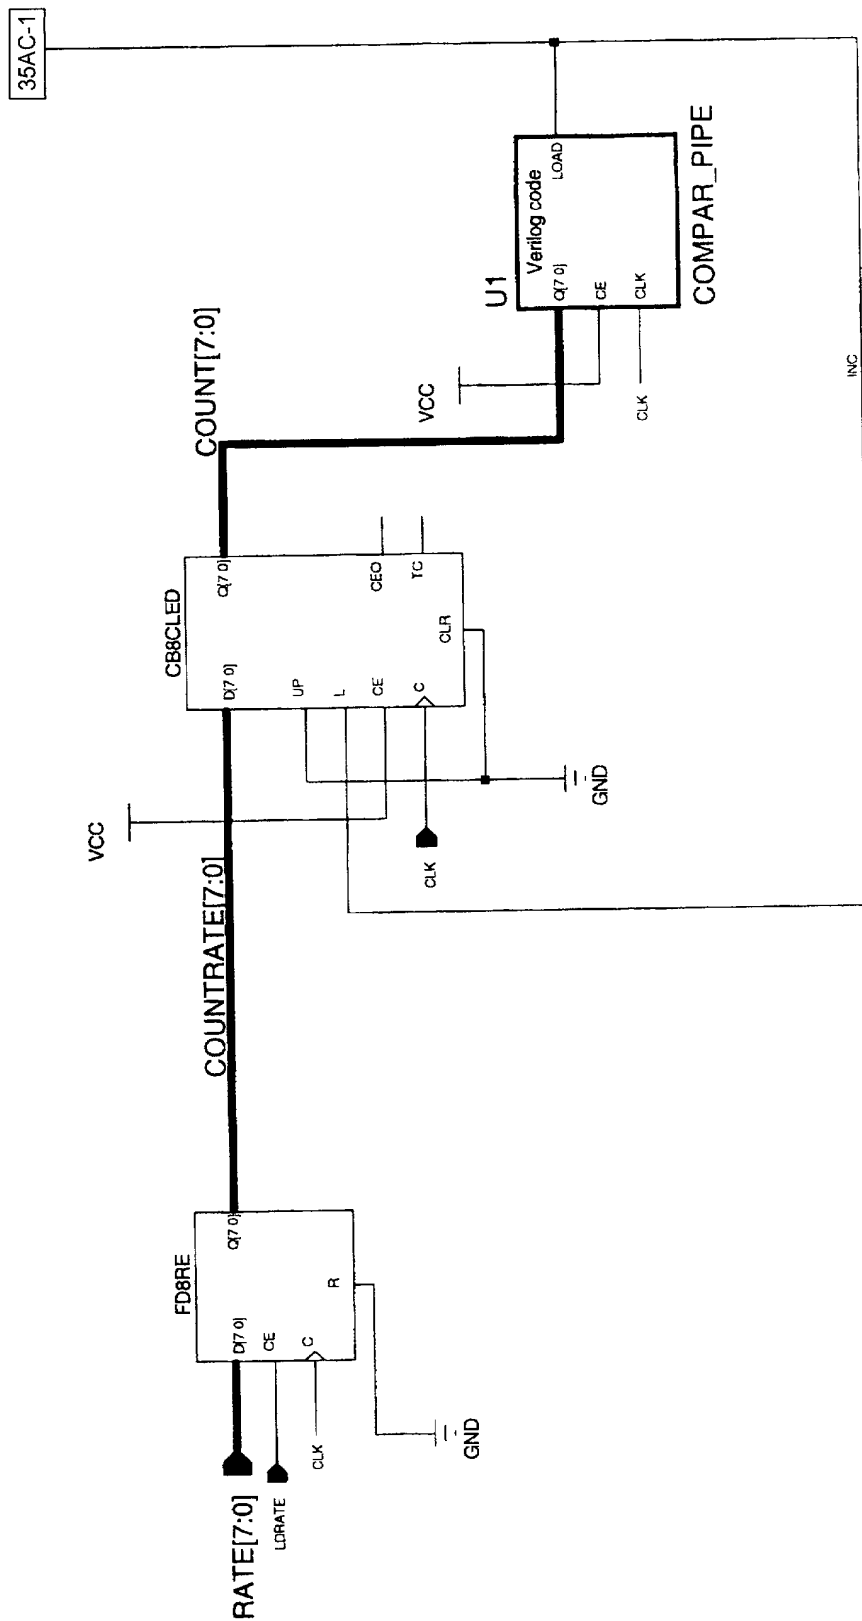 35AC-1
RATE[7:0]
LDRATE
CLK
FD8RE
D[7 0]
CE
C
Q[7 0]
R
GND
COUNTRATE[7:0]
VCC
CLK
CB8CLED
D[7 0]
UP
L
CE
C
Q[7 0]
CEO
TC
CLR
GND
COUNT[7:0]
VCC
CLK
U1
Verilog code
Q[7 0]
CE
CLK
LOAD
COMPAR_PIPE
INC